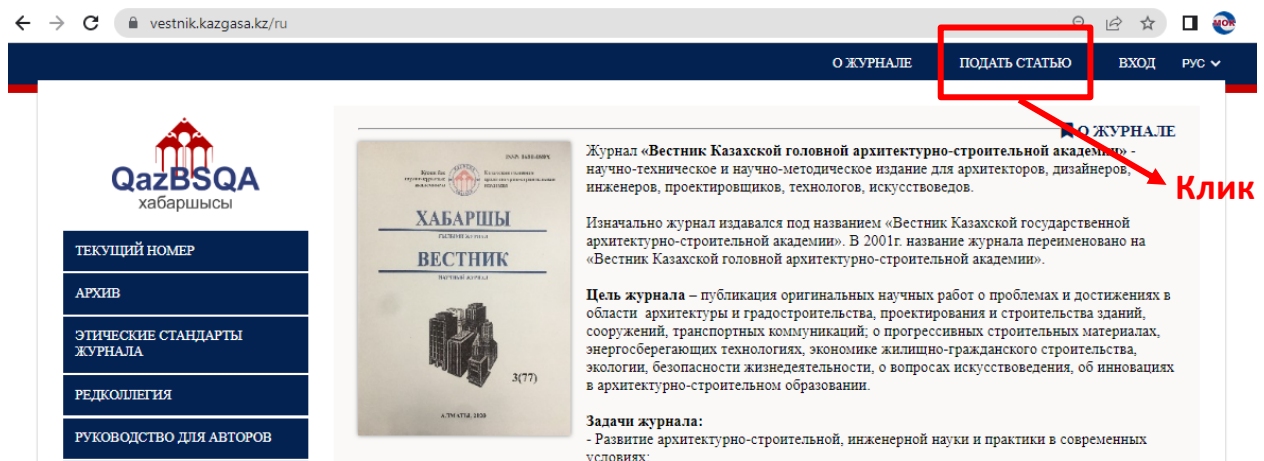 vestnik.kazgasa.kz/ru
О ЖУРНАЛЕ ПОДАТЬ СТАТЬЮ ВХОД РУС
QazBSQA
хабаршысы
ТЕКУЩИЙ НОМЕР
АРХИВ
ЭТИЧЕСКИЕ СТАНДАРТЫ
ЖУРНАЛА
РЕДКОЛЛЕГИЯ
РУКОВОДСТВО ДЛЯ АВТОРОВ
ХАБАРШЫ
ВЕСТНИК
НАУЧНЫЙ ЖУРНАЛ
3(77)
АЛМАТЫ, 2020
О ЖУРНАЛЕ
Журнал «Вестник Казахской головной архитектурно-строительной академии» -
научно-техническое и научно-методическое издание для архитекторов, дизайнеров,
инженеров, проектировщиков, технологов, искусствоведов.
Изначально журнал издавался под названием «Вестник Казахской государственной
архитектурно-строительной академии». В 2001г. название журнала переименовано на
«Вестник Казахской головной архитектурно-строительной академии».
Цель журнала – публикация оригинальных научных работ о проблемах и достижениях в
области архитектуры и градостроительства, проектирования и строительства зданий,
сооружений, транспортных коммуникаций; о прогрессивных строительных материалах,
энергосберегающих технологиях, экономике жилищно-гражданского строительства,
экологии, безопасности жизнедеятельности, о вопросах искусствоведения, об инновациях
в архитектурно-строительном образовании.
Задачи журнала:
- Развитие архитектурно-строительной, инженерной науки и практики в современных
условиях;
Клик